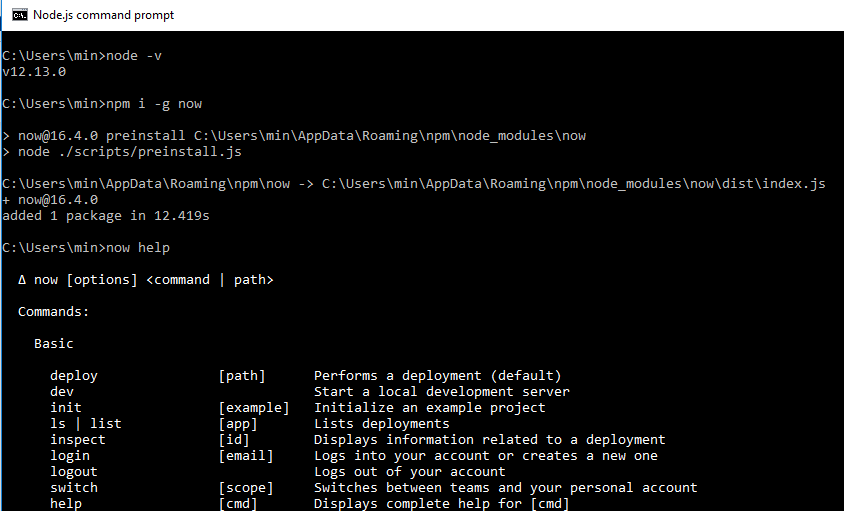 Node.js command prompt
C:\Users\min>node -v
v12.13.0
C:\Users\min>npm i -g now
> now@16.4.0 preinstall C:\Users\min\AppData\Roaming\npm\node_modules\now
> node ./scripts/preinstall.js
C:\Users\min\AppData\Roaming\npm\now -> C:\Users\min\AppData\Roaming\npm\node_modules\now\dist\index.js
+ now@16.4.0
added 1 package in 12.419s
C:\Users\min>now help
Δ now [options] <command | path>
Commands:
Basic
deploy [path] Performs a deployment (default)
dev Start a local development server
init [example] Initialize an example project
ls | list [app] Lists deployments
inspect [id] Displays information related to a deployment
login [email] Logs into your account or creates a new one
logout Logs out of your account
switch [scope] Switches between teams and your personal account
help [cmd] Displays complete help for [cmd]